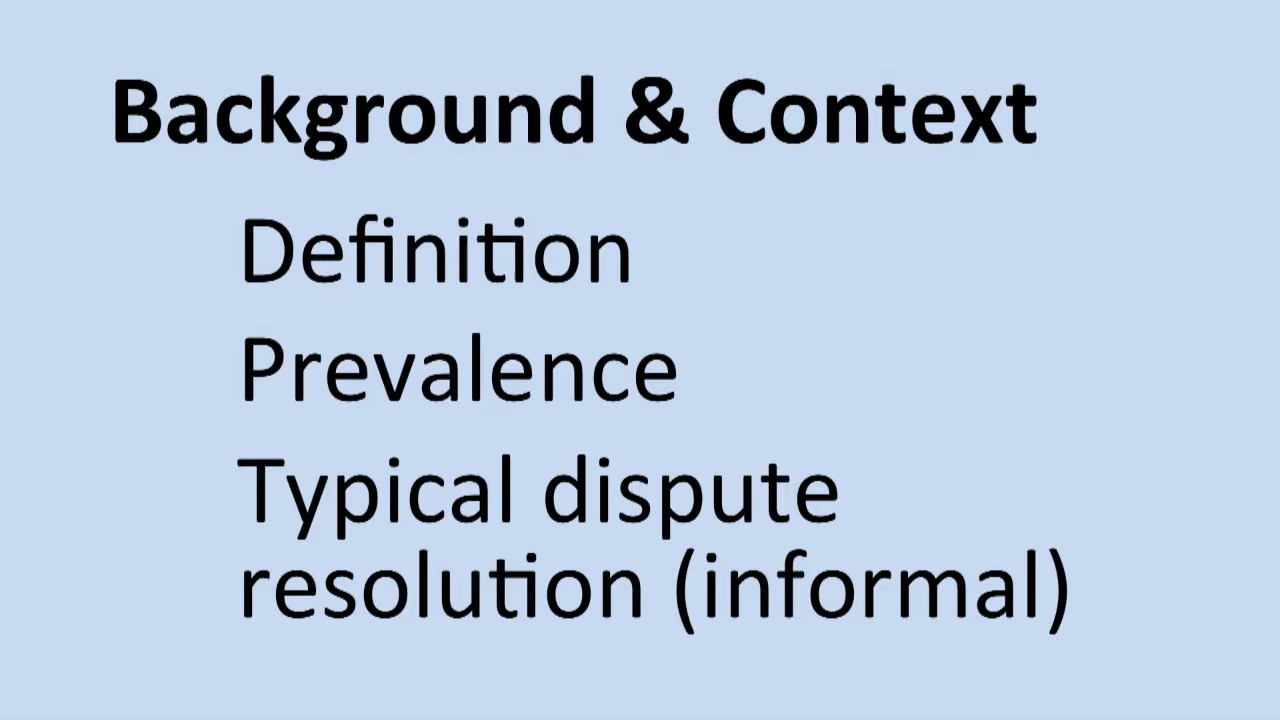 Background & Context
Definition
Prevalence
Typical dispute
resolution (informal)